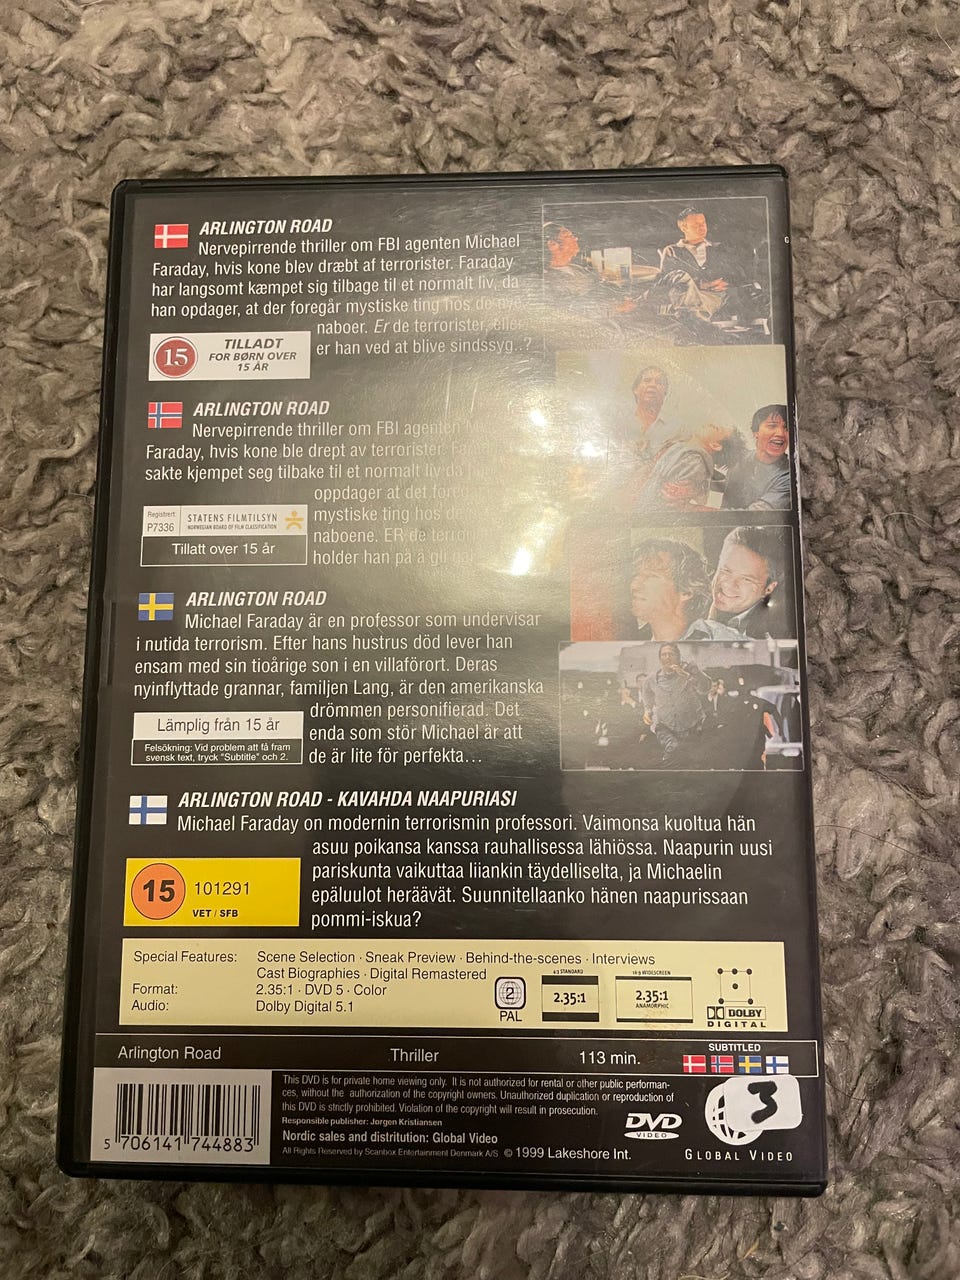 ARLINGTON ROAD
Nervepirrende thriller om FBI agenten Michael
Faraday, hvis kone blev dræbt af terrorister. Faraday
har langsomt kæmpet sig tilbage til et normalt liv, da
han opdager, at der foregår mystiske ting hos de nye
naboer. Er de terrorister, eller
er han ved at blive sindssyg..?
15
TILLADT
FOR BØRN OVER
15 ÅR
ARLINGTON ROAD
Nervepirrende thriller om FBI agenten
Faraday, hvis kone ble drept av terrorister.
sakte kjempet seg tilbake til et normalt liv da
oppdager at det
mystiske ting hos
naboene. ER de
holder han på å
Registrert:
P7336
STATENS FILMTILSYN
NORWEGIAN BOARD OF FILM CLASSIFICATION
Tillatt over 15 år
ARLINGTON ROAD
Michael Faraday är en professor som undervisar
i nutida terrorism. Efter hans hustrus död lever han
ensam med sin tioårige son i en villaförort. Deras
nyinflyttade grannar, familjen Lang, är den amerikanska
drömmen personifierad. Det
enda som stör Michael är att
de är lite för perfekta...
Lämplig från 15 år
Felsökning: Vid problem att få fram
svensk text, tryck "Subtitle" och 2.
ARLINGTON ROAD - KAVAHDA NAAPURIASI
Michael Faraday on modernin terrorismin professori. Vaimonsa kuoltua hän
asuu poikansa kanssa rauhallisessa lähiössa. Naapurin uusi
pariskunta vaikuttaa liiankin täydelliselta, ja Michaelin
epäluulot heräävät. Suunnitellaanko hänen naapurissaan
pommi-iskua?
15
101291
VET / SFB
Special Features: Scene Selection · Sneak Preview · Behind-the-scenes · Interviews
Cast Biographies · Digital Remastered
Format: 2.35:1 · DVD 5 · Color
Audio: Dolby Digital 5.1
2
PAL
4:3 STANDARD
2.35:1
16:9 WIDESCREEN
2.35:1
ANAMORPHIC
DOLBY
DIGITAL
Arlington Road Thriller 113 min. SUBTITLED
5 706141 744883
This DVD is for private home viewing only. It is not authorized for rental or other public performan-
ces, without the authorization of the copyright owners. Unauthorized duplication or reproduction of
this DVD is strictly prohibited. Violation of the copyright will result in prosecution.
Responsible publisher: Jørgen Kristiansen
Nordic sales and distribution: Global Video
All Rights Reserved by Scanbox Entertainment Denmark A/S © 1999 Lakeshore Int.
DVD
VIDEO
3
GLOBAL VIDEO